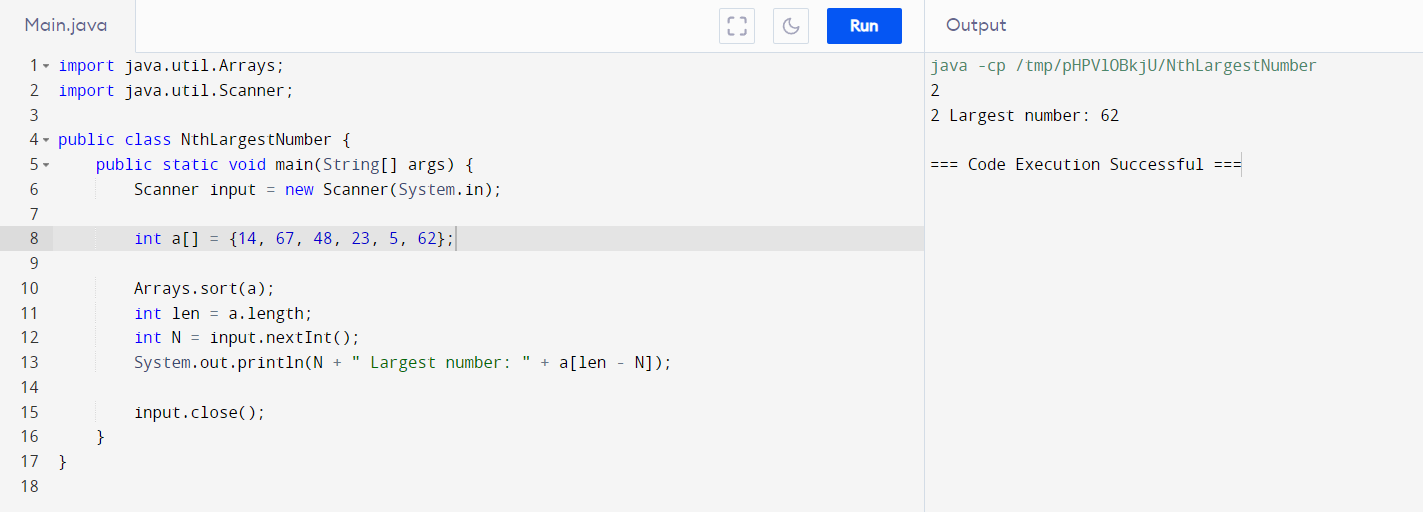 Main.java
Run
Output
1 import java.util.Arrays;
2 import java.util.Scanner;
3
4 public class NthLargestNumber {
5     public static void main(String[] args) {
6         Scanner input = new Scanner(System.in);
7
8         int a[] = {14, 67, 48, 23, 5, 62};
9
10         Arrays.sort(a);
11         int len = a.length;
12         int N = input.nextInt();
13         System.out.println(N + " Largest number: " + a[len - N]);
14
15         input.close();
16     }
17 }
18
java -cp /tmp/pHPVlOBkjU/NthLargestNumber
2
2 Largest number: 62
=== Code Execution Successful ===